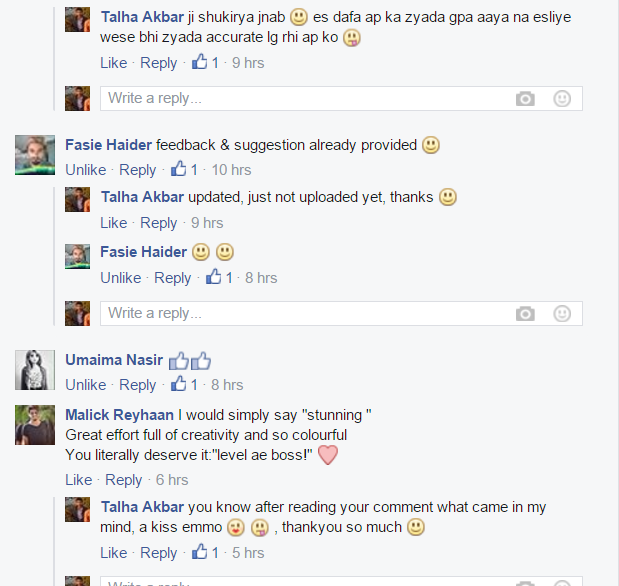 Talha Akbar ji shukirya jnab es dafa ap ka zyada gpa aaya na esliye
wese bhi zyada accurate lg rhi ap ko
Like · Reply · 1 · 9 hrs
Write a reply...
Fasie Haider feedback & suggestion already provided
Unlike · Reply · 1 · 10 hrs
Talha Akbar updated, just not uploaded yet, thanks
Like · Reply · 9 hrs
Fasie Haider
Unlike · Reply · 1 · 8 hrs
Write a reply...
Umaima Nasir
Unlike · Reply · 1 · 8 hrs
Malick Reyhaan I would simply say "stunning "
Great effort full of creativity and so colourful
You literally deserve it:"level ae boss!"
Like · Reply · 6 hrs
Talha Akbar you know after reading your comment what came in my
mind, a kiss emmo , thankyou so much
Like · Reply · 1 · 5 hrs
Write a reply...